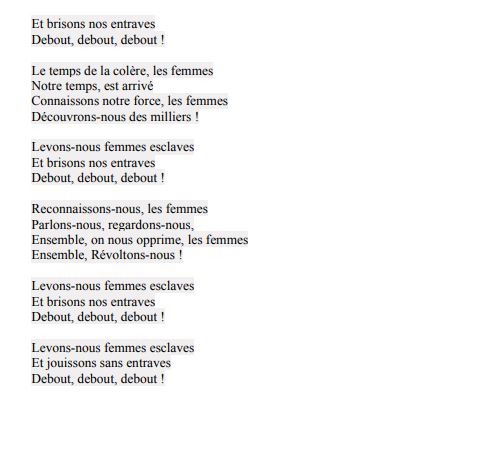 Et brisons nos entraves
Debout, debout, debout !
Le temps de la colère, les femmes
Notre temps, est arrivé
Connaissons notre force, les femmes
Découvrons-nous des milliers !
Levons-nous femmes esclaves
Et brisons nos entraves
Debout, debout, debout !
Reconnaissons-nous, les femmes
Parlons-nous, regardons-nous,
Ensemble, on nous opprime, les femmes
Ensemble, Révoltons-nous !
Levons-nous femmes esclaves
Et brisons nos entraves
Debout, debout, debout !
Levons-nous femmes esclaves
Et jouissons sans entraves
Debout, debout, debout !